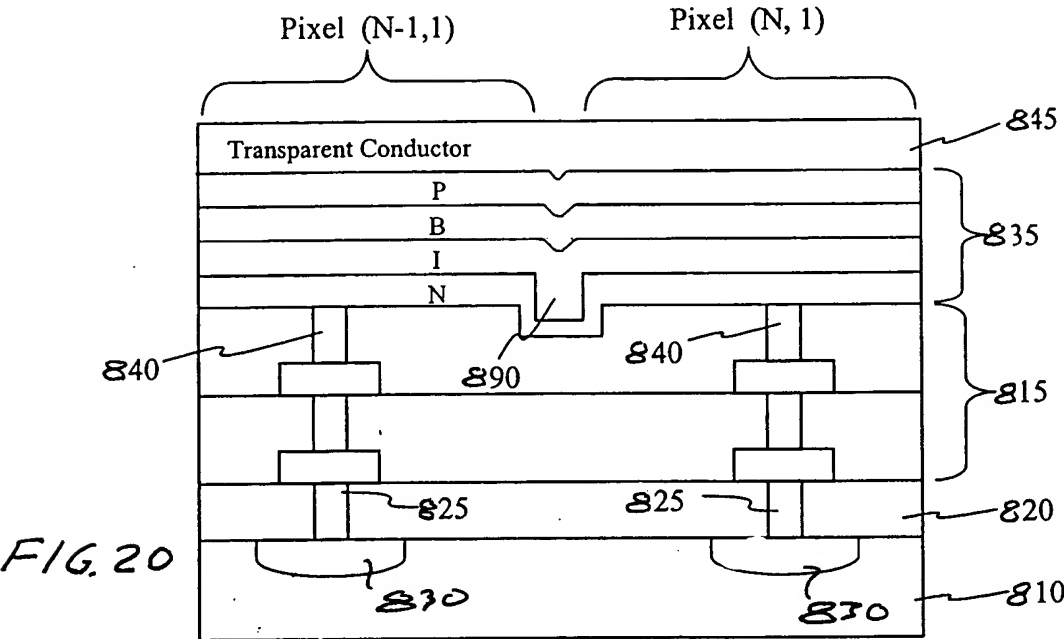 Pixel (N-1,1)
Pixel (N, 1)
845
Transparent Conductor
P
B
835
I
N
840
890
840
815
825
825
820
FIG. 20
830
830
810